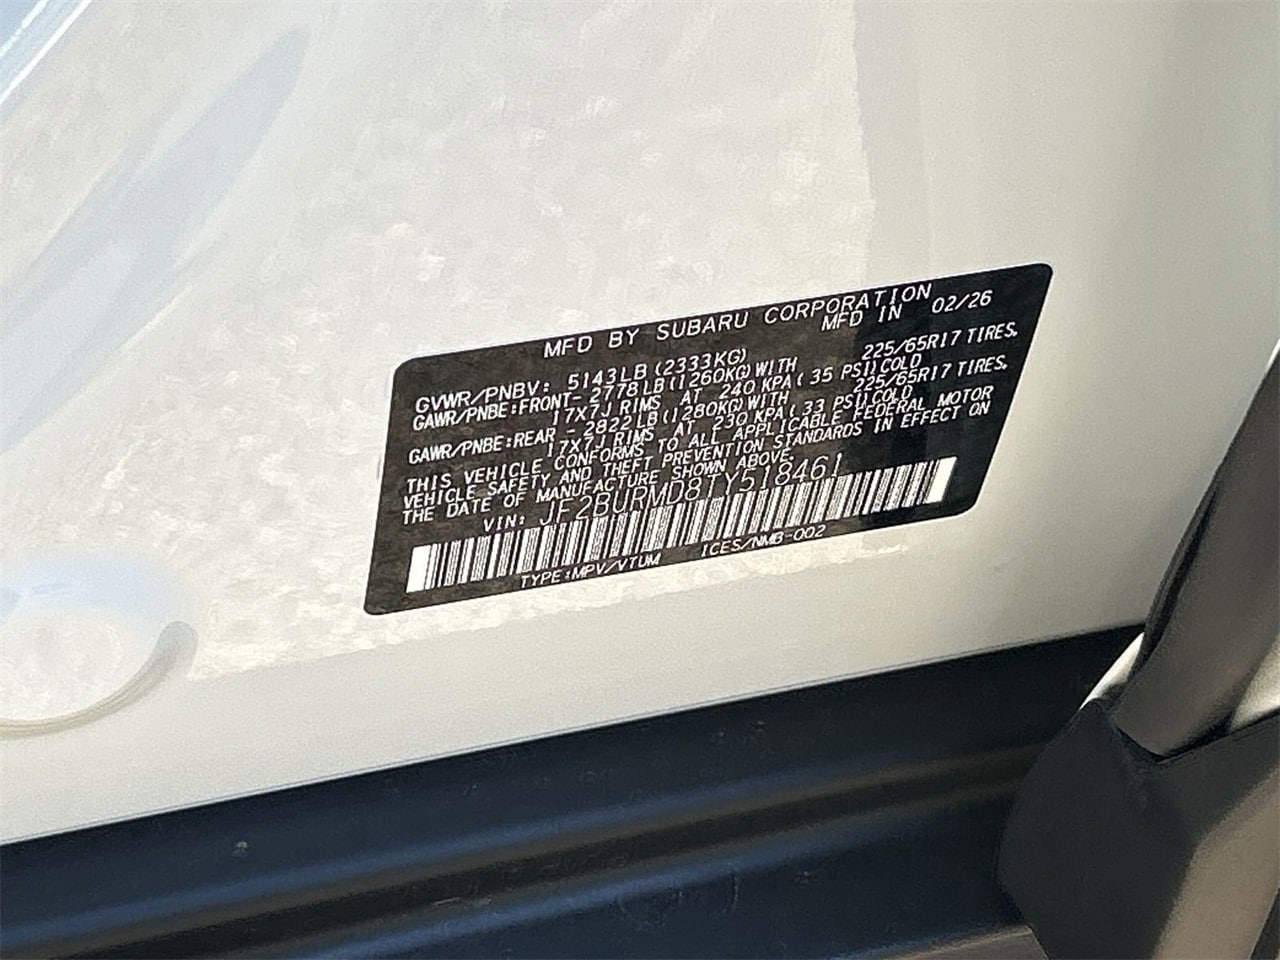 MFD BY SUBARU CORPORATION
MFD IN 02/26
GVWR/PNBV: 5143LB(2333KG)
GAWR/PNBE:FRONT- 2778LB(1260KG)WITH 225/65R17 TIRES,
17X7J RIMS AT 240 KPA( 35 PSI)COLD
GAWR/PNBE:REAR - 2822LB(1280KG)WITH 225/65R17 TIRES,
17X7J RIMS AT 230 KPA( 33 PSI)COLD
THIS VEHICLE CONFORMS TO ALL APPLICABLE FEDERAL MOTOR
VEHICLE SAFETY AND THEFT PREVENTION STANDARDS IN EFFECT ON
THE DATE OF MANUFACTURE SHOWN ABOVE.
VIN: JF2BURMD8TY518461
TYPE:MPV/VTUM ICES/NMB-002